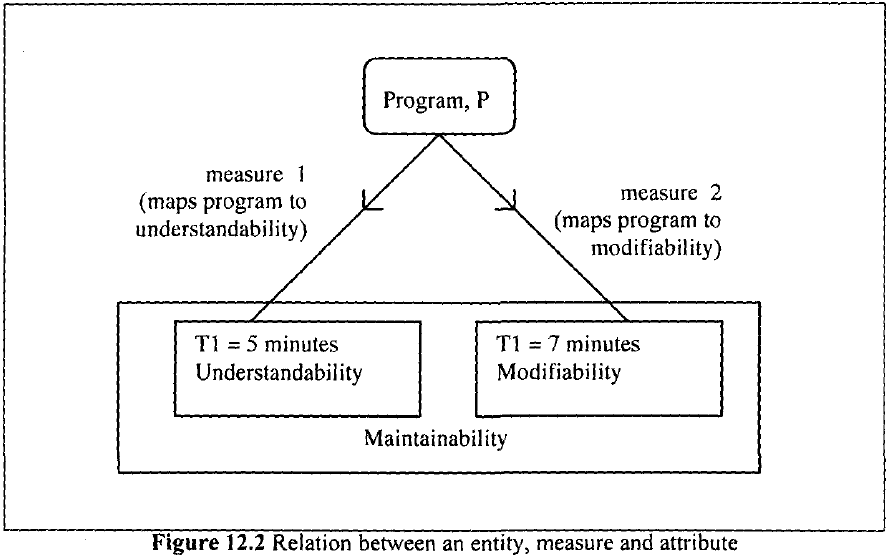 Program, P
measure 1
(maps program to
understandability)
measure 2
(maps program to
modifiability)
T1 = 5 minutes
Understandability
T1 = 7 minutes
Modifiability
Maintainability
Figure 12.2 Relation between an entity, measure and attribute